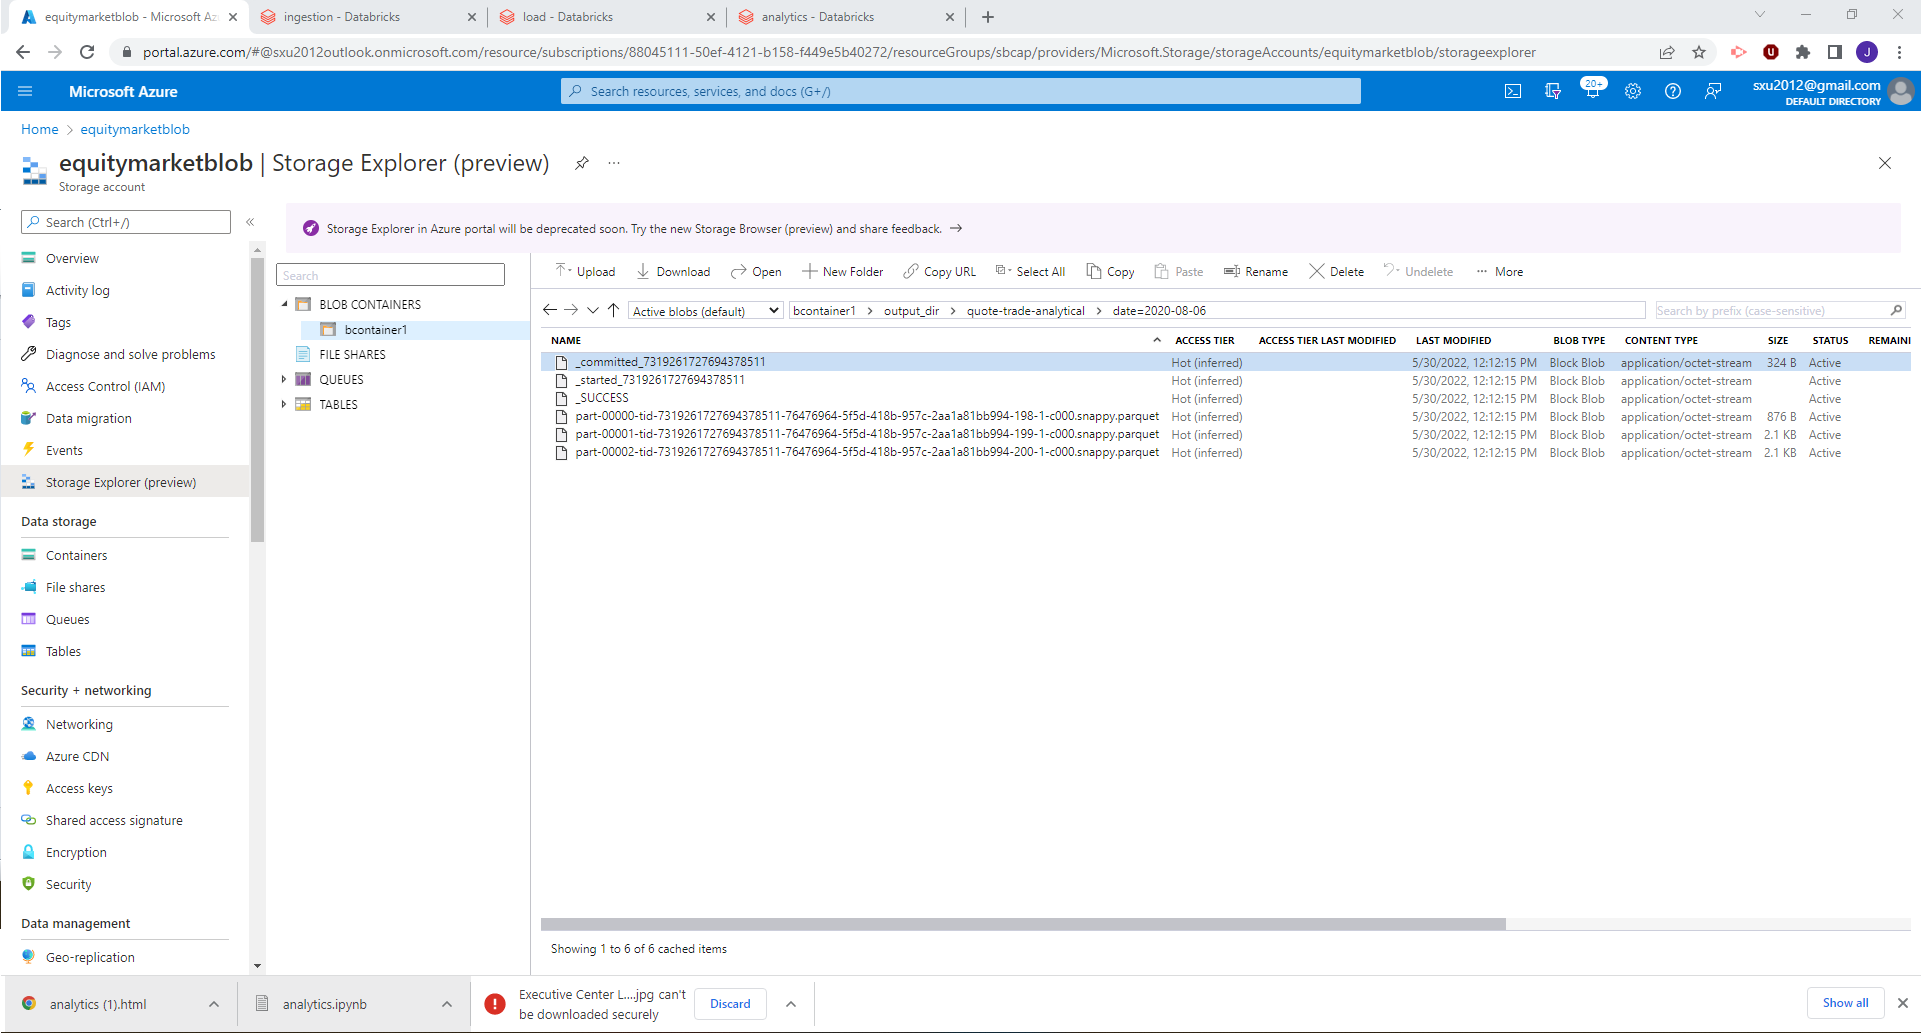 equitymarketblob - Microsoft Az
ingestion - Databricks
load - Databricks
analytics - Databricks
portal.azure.com/#@sxu2012outlook.onmicrosoft.com/resource/subscriptions/88045111-50ef-4121-b158-f449e5b40272/resourceGroups/sbcap/providers/Microsoft.Storage/storageAccounts/equitymarketblob/storageexplorer
U
J
Microsoft Azure
Search resources, services, and docs (G+/)
20+
sxu2012@gmail.com
DEFAULT DIRECTORY
Home > equitymarketblob
equitymarketblob | Storage Explorer (preview)
Storage account
Search (Ctrl+/)
Overview
Activity log
Tags
Diagnose and solve problems
Access Control (IAM)
Data migration
Events
Storage Explorer (preview)
Data storage
Containers
File shares
Queues
Tables
Security + networking
Networking
Azure CDN
Access keys
Shared access signature
Encryption
Security
Data management
Geo-replication
Storage Explorer in Azure portal will be deprecated soon. Try the new Storage Browser (preview) and share feedback. →
Search
BLOB CONTAINERS
bcontainer1
FILE SHARES
QUEUES
TABLES
Upload Download Open New Folder Copy URL Select All Copy Paste Rename Delete Undelete ... More
Active blobs (default) bcontainer1 > output_dir > quote-trade-analytical > date=2020-08-06 Search by prefix (case-sensitive)
NAME ACCESS TIER ACCESS TIER LAST MODIFIED LAST MODIFIED BLOB TYPE CONTENT TYPE SIZE STATUS REMAINI
_committed_7319261727694378511 Hot (inferred) 5/30/2022, 12:12:15 PM Block Blob application/octet-stream 324 B Active
_started_7319261727694378511 Hot (inferred) 5/30/2022, 12:12:15 PM Block Blob application/octet-stream Active
_SUCCESS Hot (inferred) 5/30/2022, 12:12:15 PM Block Blob application/octet-stream Active
part-00000-tid-7319261727694378511-76476964-5f5d-418b-957c-2aa1a81bb994-198-1-c000.snappy.parquet Hot (inferred) 5/30/2022, 12:12:15 PM Block Blob application/octet-stream 876 B Active
part-00001-tid-7319261727694378511-76476964-5f5d-418b-957c-2aa1a81bb994-199-1-c000.snappy.parquet Hot (inferred) 5/30/2022, 12:12:15 PM Block Blob application/octet-stream 2.1 KB Active
part-00002-tid-7319261727694378511-76476964-5f5d-418b-957c-2aa1a81bb994-200-1-c000.snappy.parquet Hot (inferred) 5/30/2022, 12:12:15 PM Block Blob application/octet-stream 2.1 KB Active
Showing 1 to 6 of 6 cached items
analytics (1).html
analytics.ipynb
Executive Center L....jpg can't
be downloaded securely
Discard
Show all